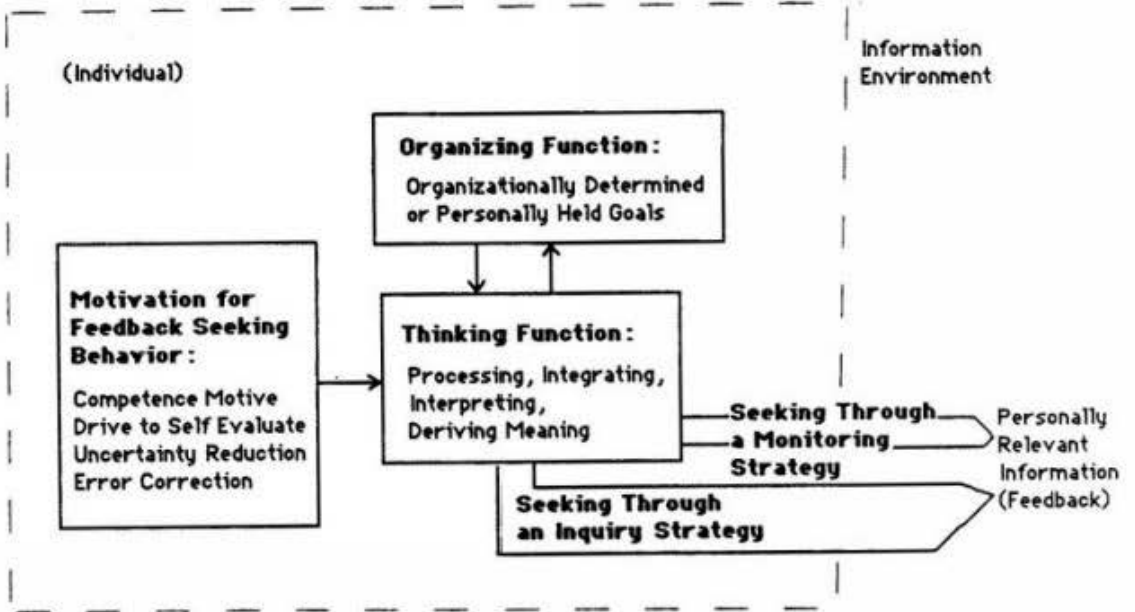 (Individual)
Information
Environment
Organizing Function:
Organizationally Determined
or Personally Held Goals
Motivation for
Feedback Seeking
Behavior:
Competence Motive
Drive to Self Evaluate
Uncertainty Reduction
Error Correction
Thinking Function:
Processing, Integrating,
Interpreting,
Deriving Meaning
Seeking Through
a Monitoring
Strategy
Seeking Through
an Inquiry Strategy
Personally
Relevant
Information
(Feedback)